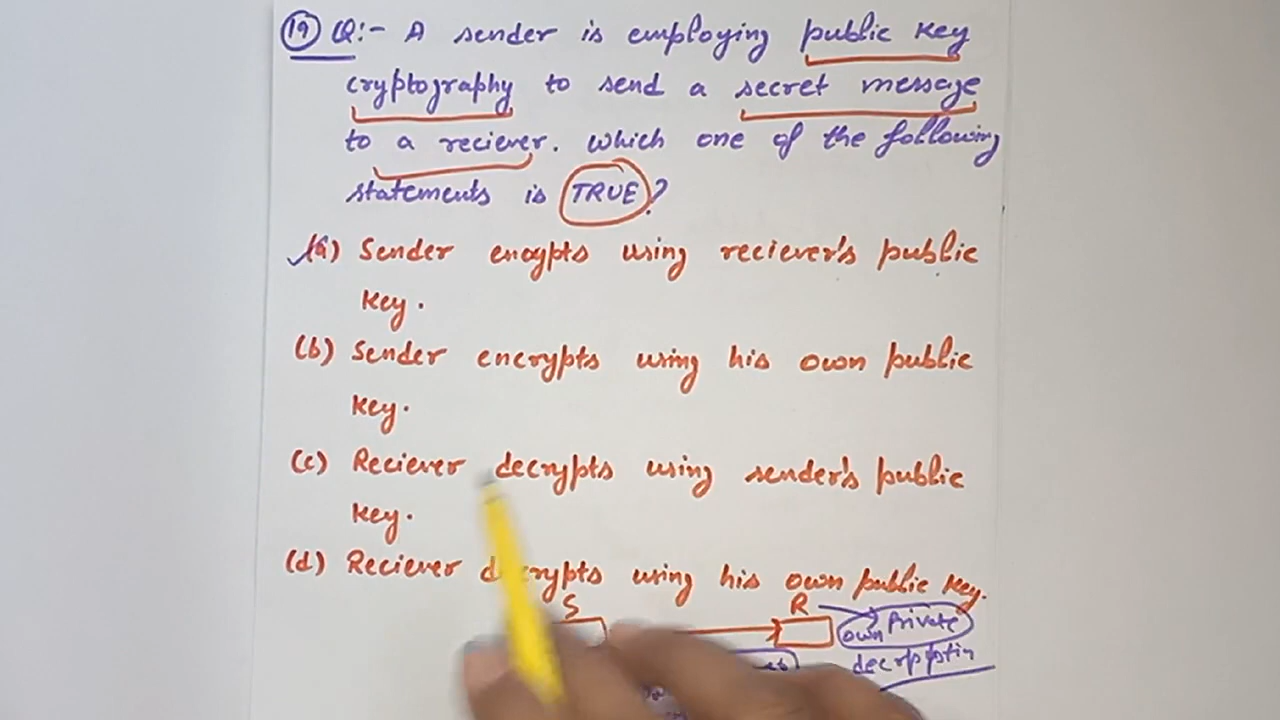 19 Q:- A sender is employing public key
cryptography to send a secret message
to a reciever. which one of the following
statements is TRUE?
(a) Sender encypts using reciever's public
key.
(b) Sender encrypts using his own public
key.
(c) Reciever decrypts using sender's public
key.
(d) Reciever decrypts using his own public key.
S R own Private
decryption